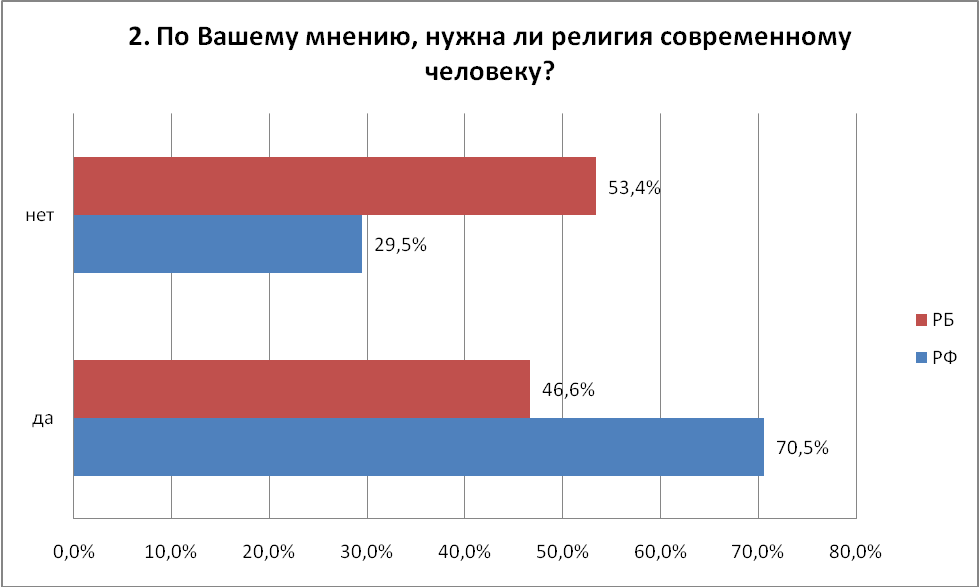 2. По Вашему мнению, нужна ли религия современному
человеку?
нет
53,4%
29,5%
да
46,6%
70,5%
РБ
РФ
0,0% 10,0% 20,0% 30,0% 40,0% 50,0% 60,0% 70,0% 80,0%